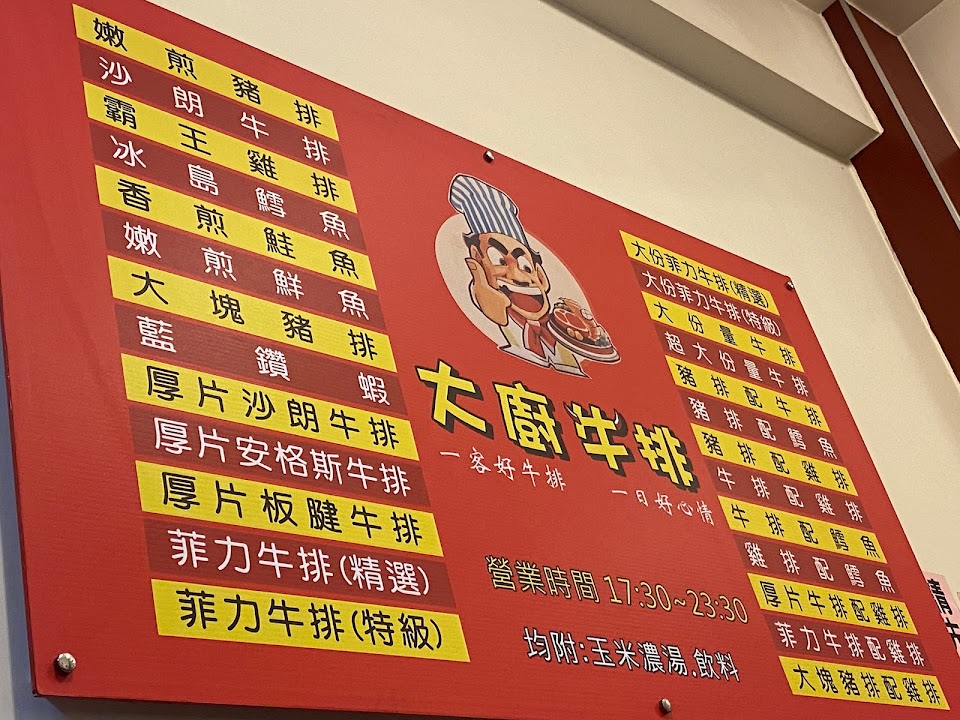 嫩煎豬排
沙朗牛排
霸王雞排
冰島鱈魚
香煎鮭魚
嫩煎鮮魚
大塊豬排
藍鑽蝦
厚片沙朗牛排
厚片安格斯牛排
厚片板腱牛排
菲力牛排(精選)
菲力牛排(特級)
大廚牛排
一客好牛排 一日好心情
營業時間 17:30~23:30
均附:玉米濃湯.飲料
大份菲力牛排(精選)
大份菲力牛排(特級)
大份量牛排
超大份量牛排
豬排配牛排
豬排配鱈魚
豬排配雞排
牛排配雞排
牛排配鱈魚
雞排配鱈魚
厚片牛排配雞排
菲力牛排配雞排
大塊豬排配雞排